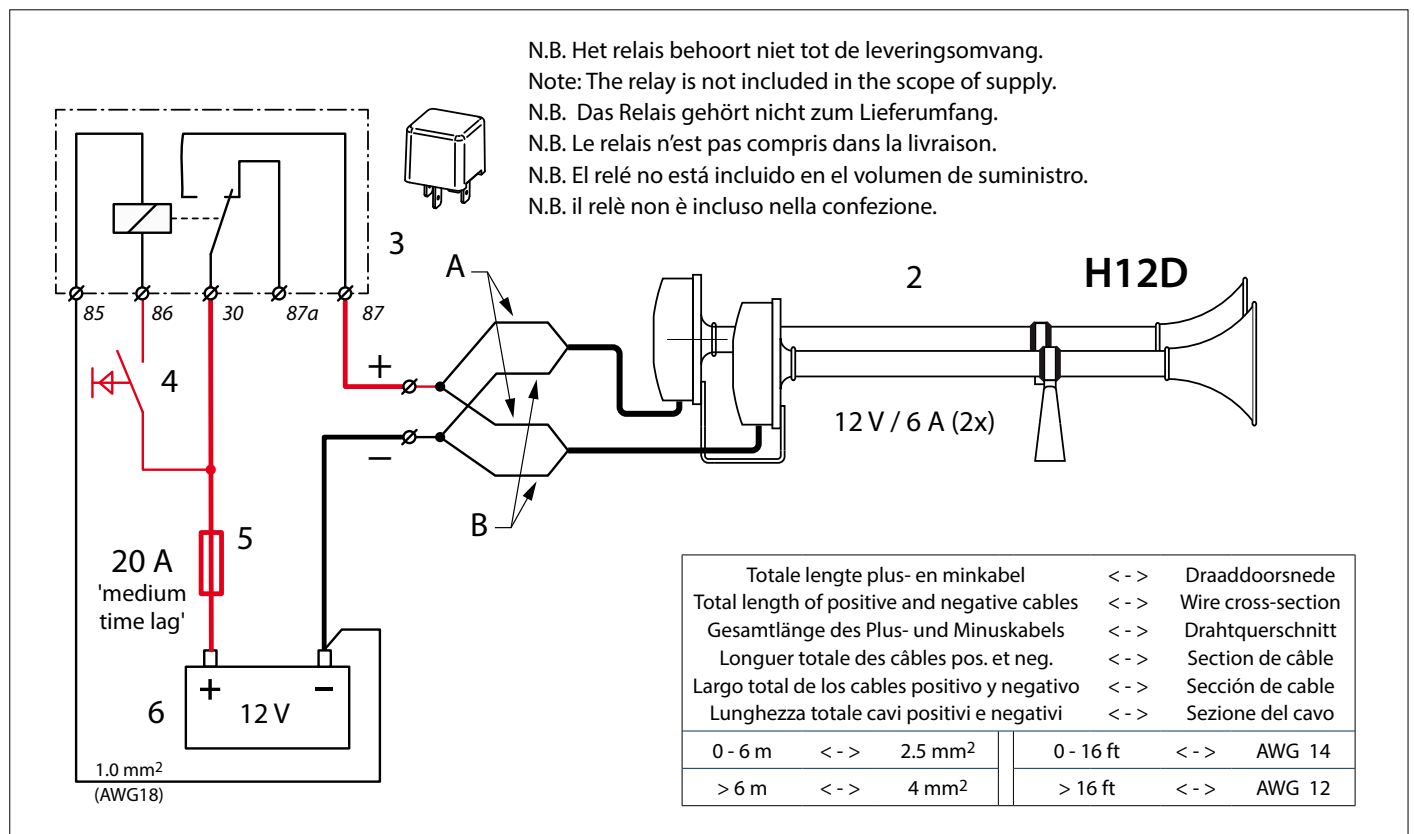 N.B. Het relais behoort niet tot de leveringsomvang.
Note: The relay is not included in the scope of supply.
N.B. Das Relais gehört nicht zum Lieferumfang.
N.B. Le relais n’est pas compris dans la livraison.
N.B. El relé no está incluido en el volumen de suministro.
N.B. il relè non è incluso nella confezione.
3
85 86 30 87a 87
A
2
H12D
4
+
−
12 V / 6 A (2x)
B
5
20 A
'medium
time lag'
+ −
6
12 V
1.0 mm²
(AWG18)
Totale lengte plus- en minkabel < - > Draaddoorsnede
Total length of positive and negative cables < - > Wire cross-section
Gesamtlänge des Plus- und Minuskabels < - > Drahtquerschnitt
Longuer totale des câbles pos. et neg. < - > Section de câble
Largo total de los cables positivo y negativo < - > Sección de cable
Lunghezza totale cavi positivi e negativi < - > Sezione del cavo
0 - 6 m < - > 2.5 mm² 0 - 16 ft < - > AWG 14
> 6 m < - > 4 mm² > 16 ft < - > AWG 12